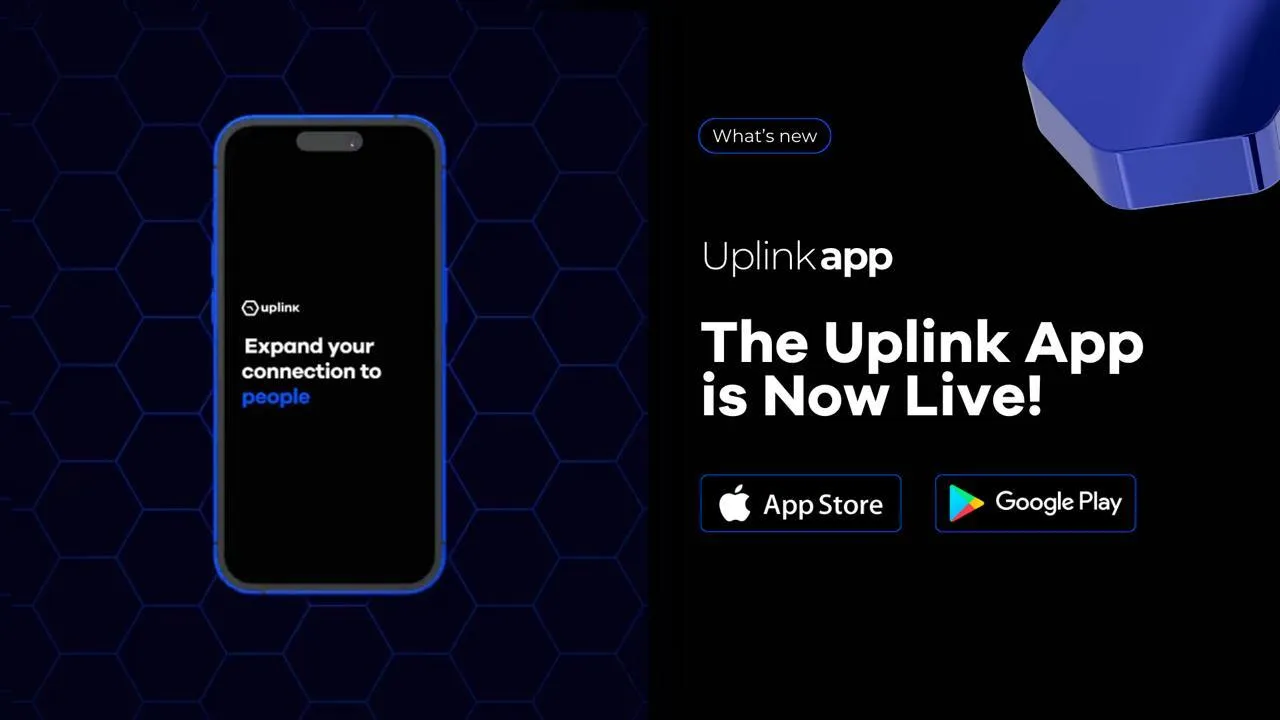 uplink
Expand your
connection to
people
What's new
Uplink app
The Uplink App
is Now Live!
App Store
Google Play